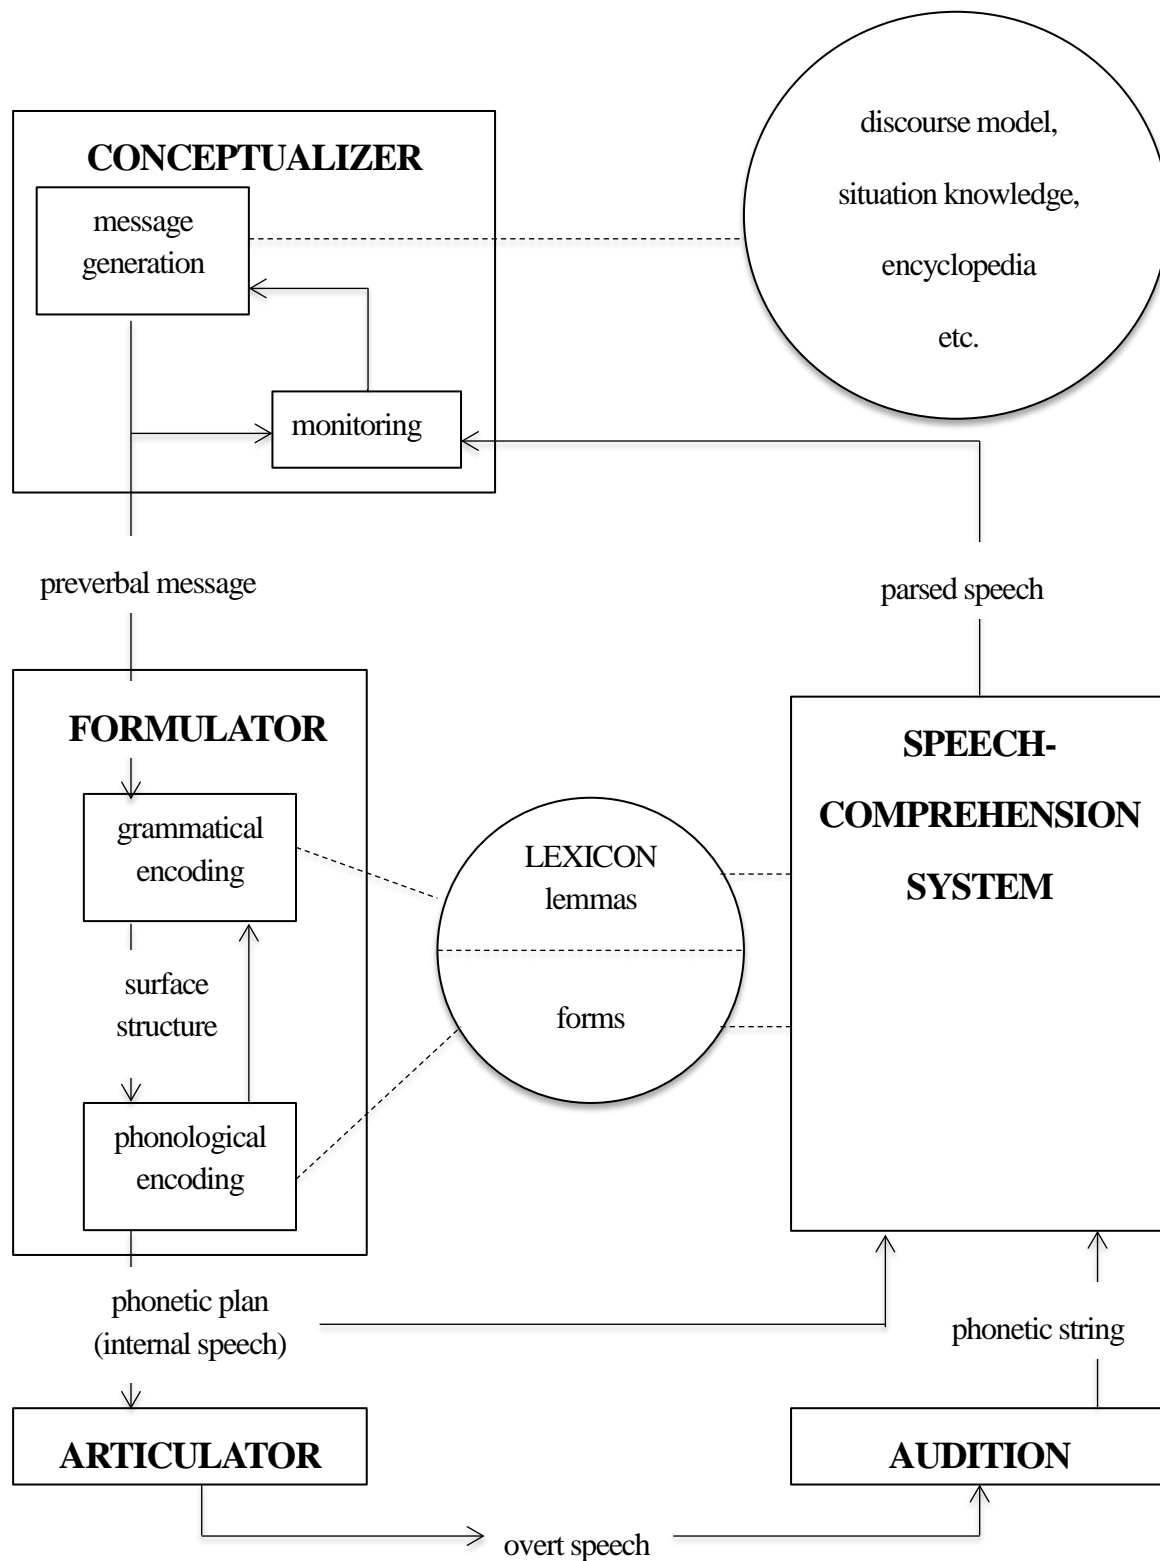 discourse model,
situation knowledge,
encyclopedia
etc.
CONCEPTUALIZER
message
generation
monitoring
preverbal message
parsed speech
FORMULATOR
grammatical
encoding
surface
structure
phonological
encoding
LEXICON
lemmas
forms
SPEECH-
COMPREHENSION
SYSTEM
phonetic plan
(internal speech)
phonetic string
ARTICULATOR
AUDITION
overt speech